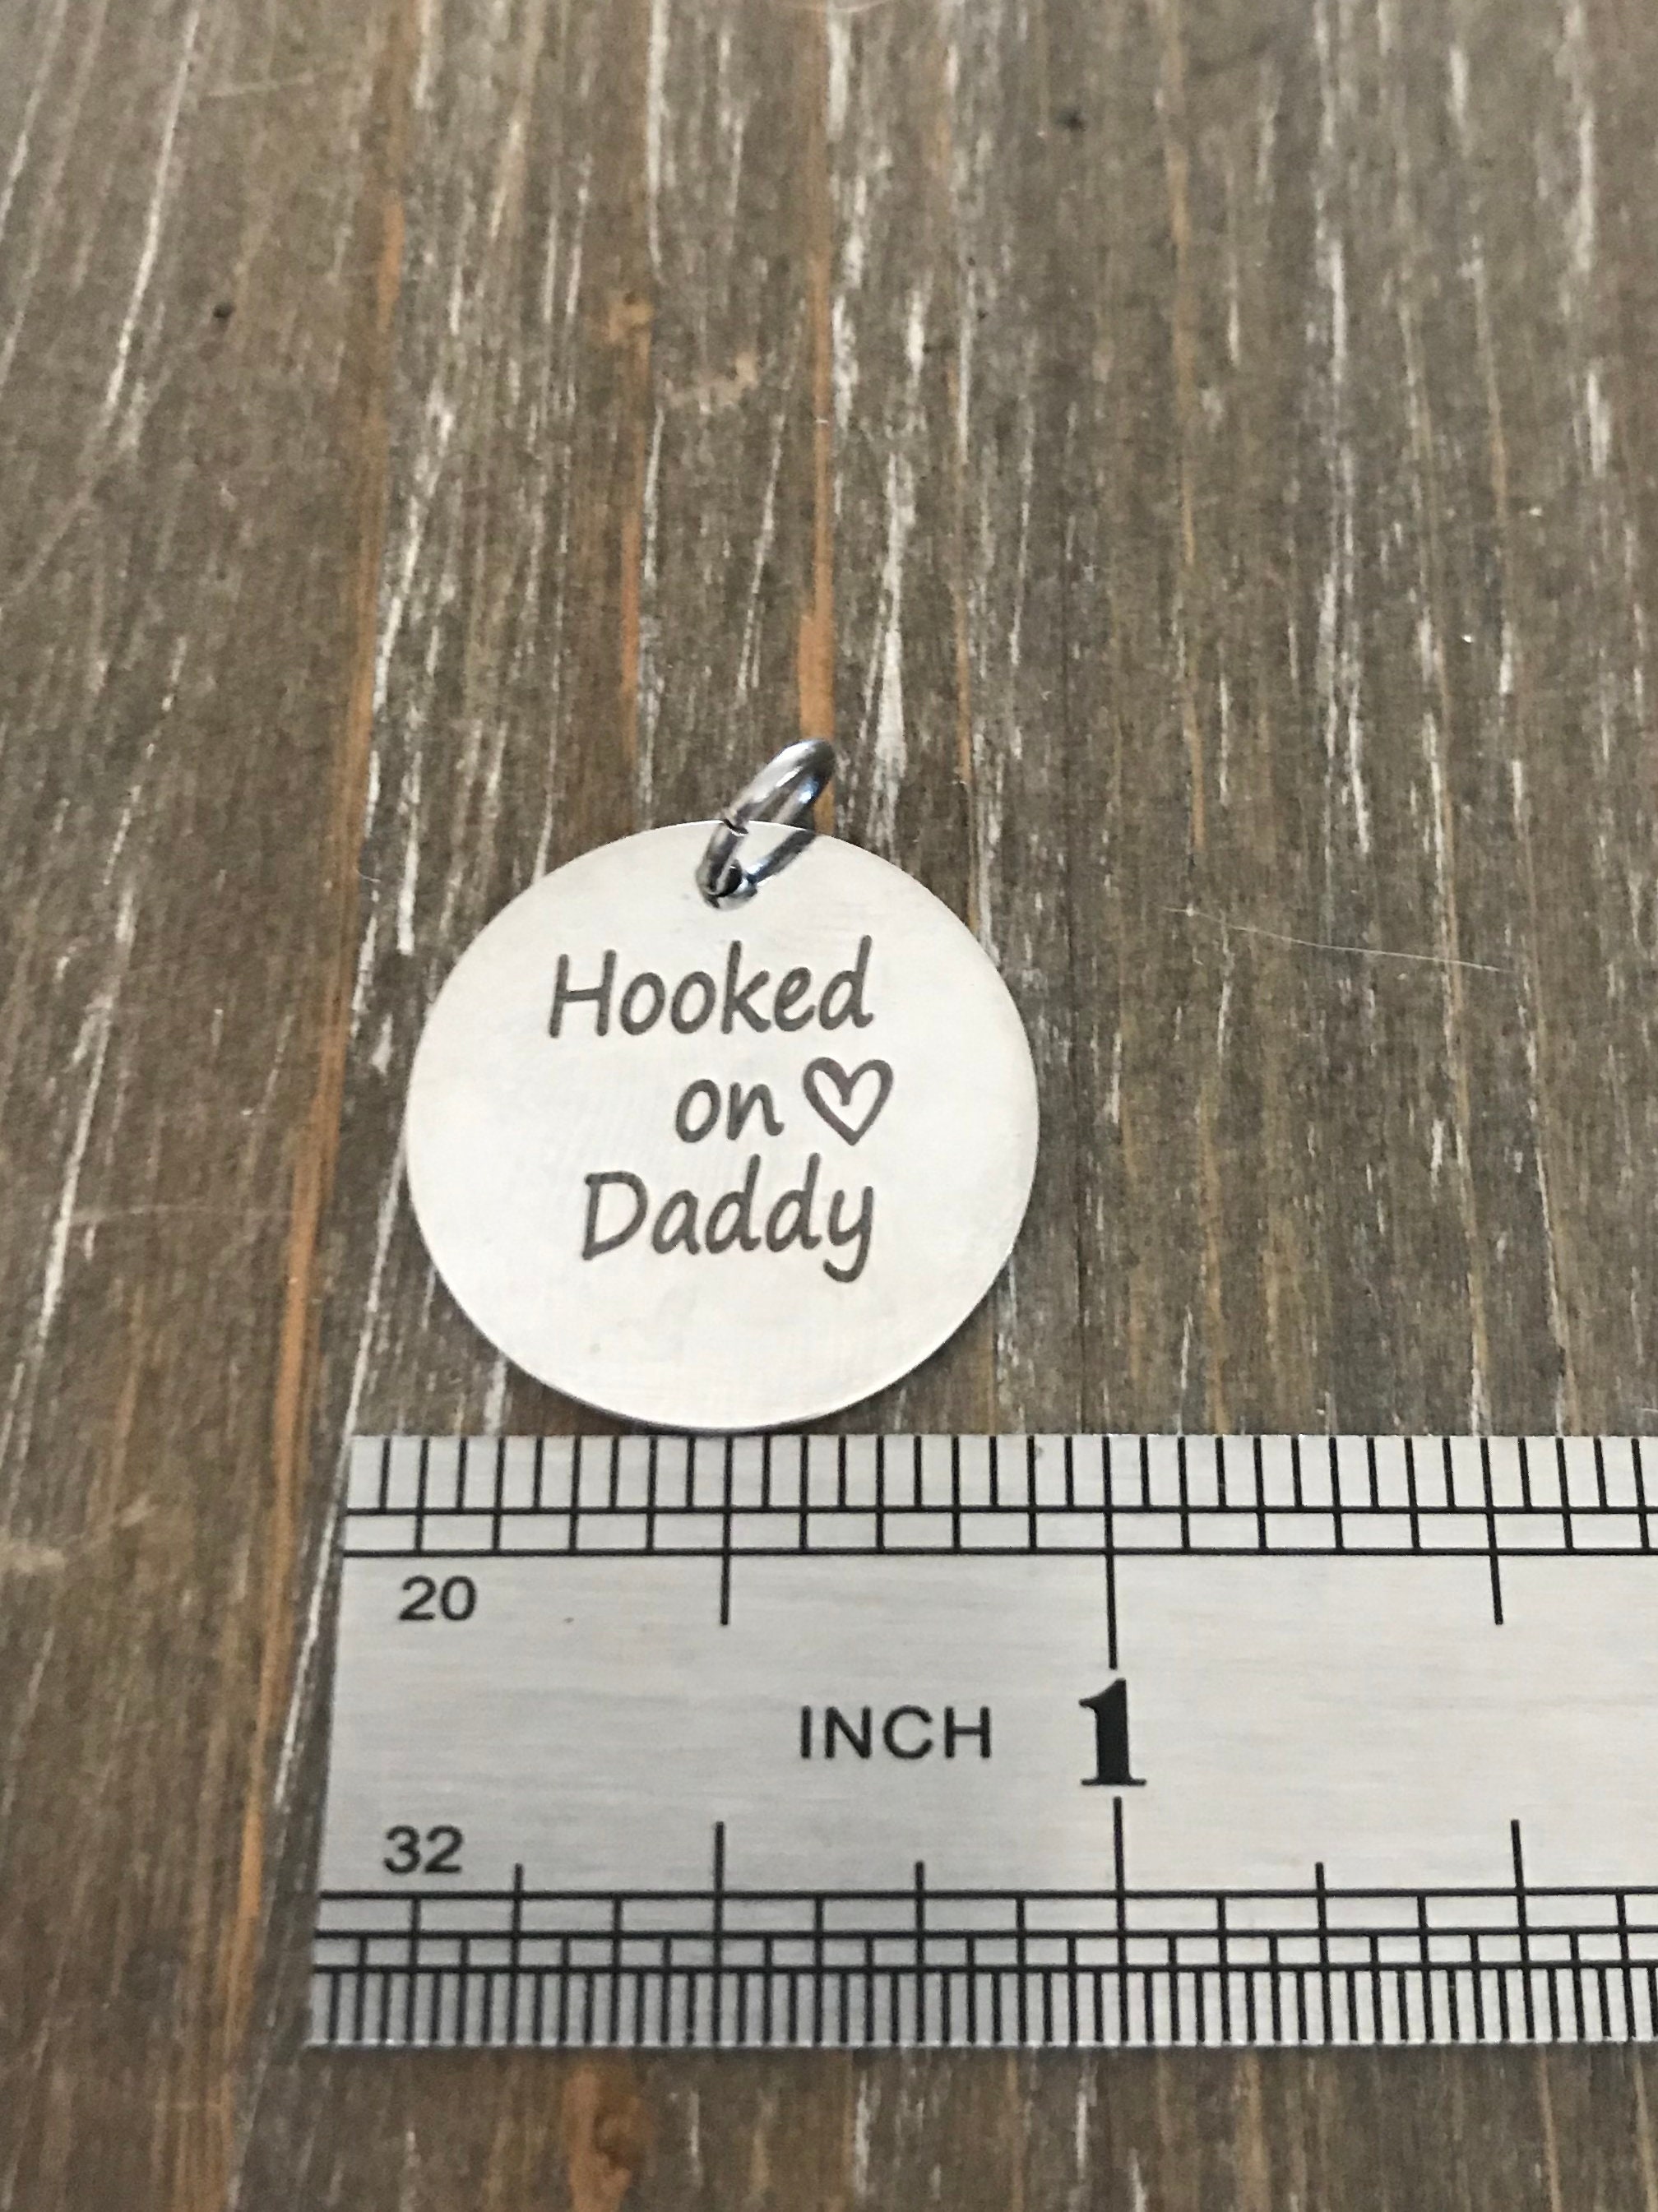 Hooked
on ♡
Daddy
20
INCH 1
32